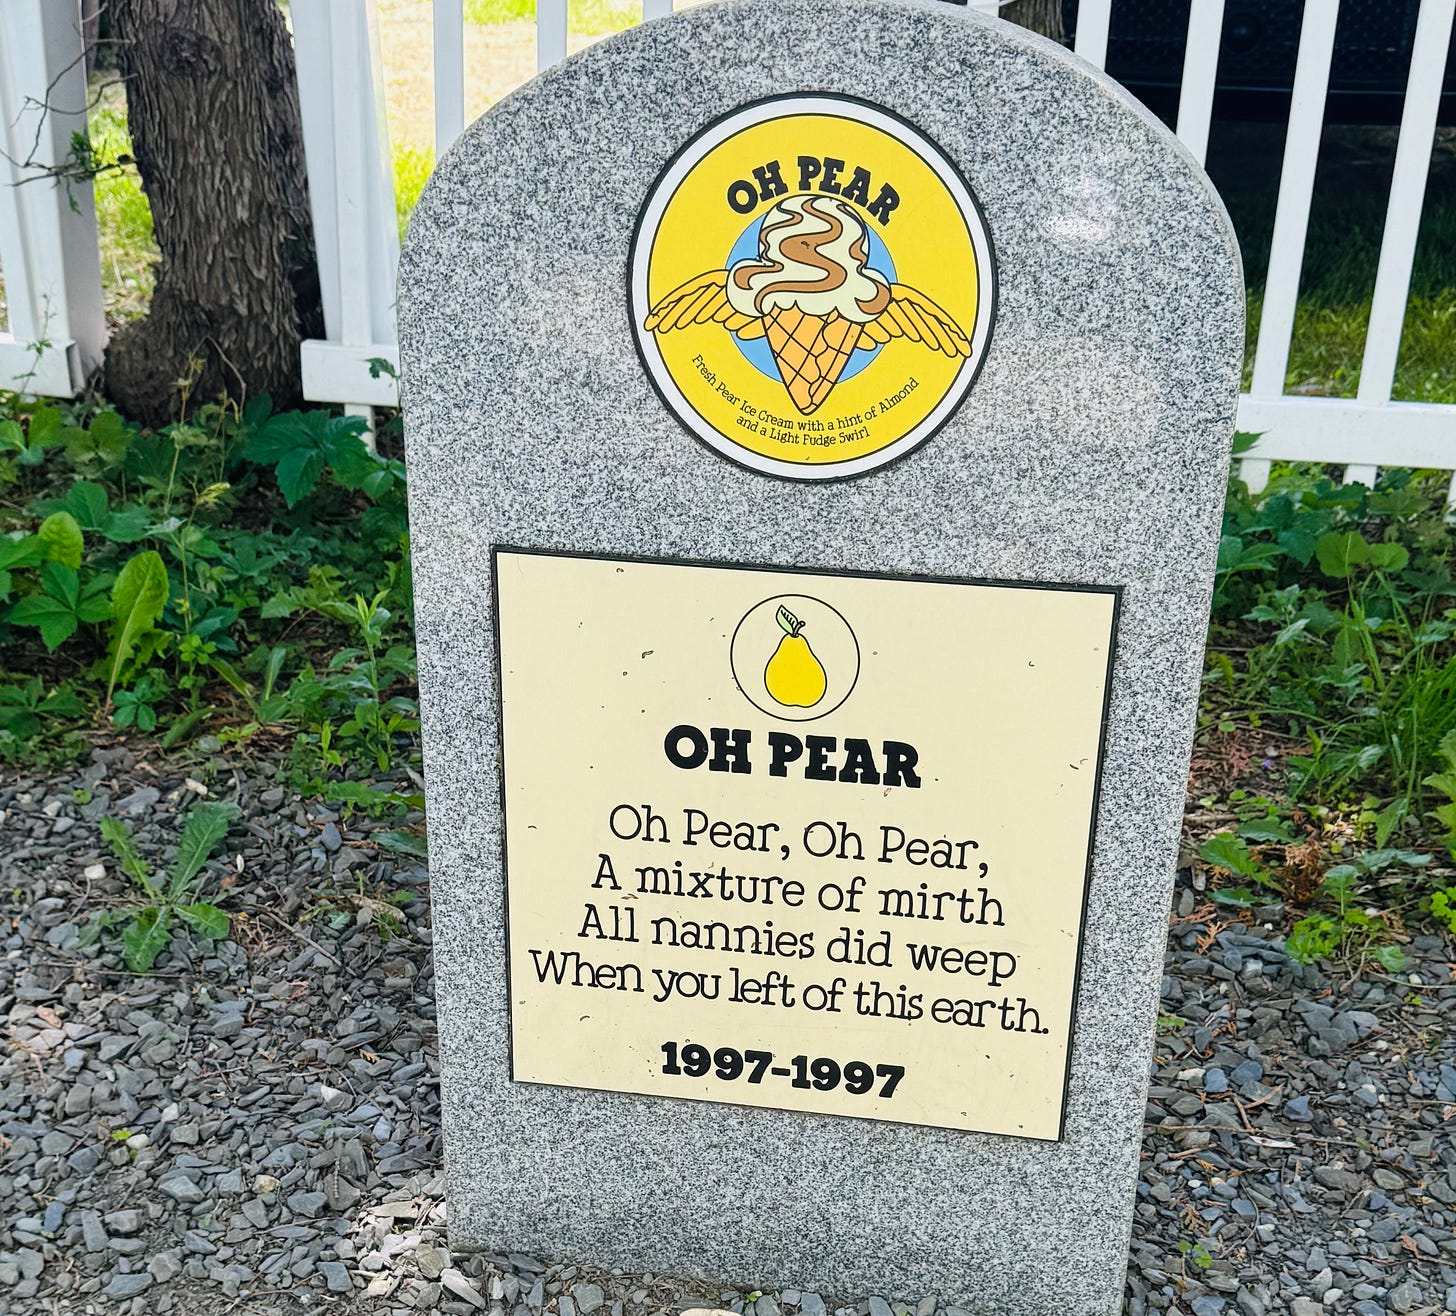 OH PEAR
Fresh Pear Ice Cream with a hint of Almond
and a Light Fudge Swirl
OH PEAR
Oh Pear, Oh Pear,
A mixture of mirth
All nannies did weep
When you left of this earth.
1997-1997